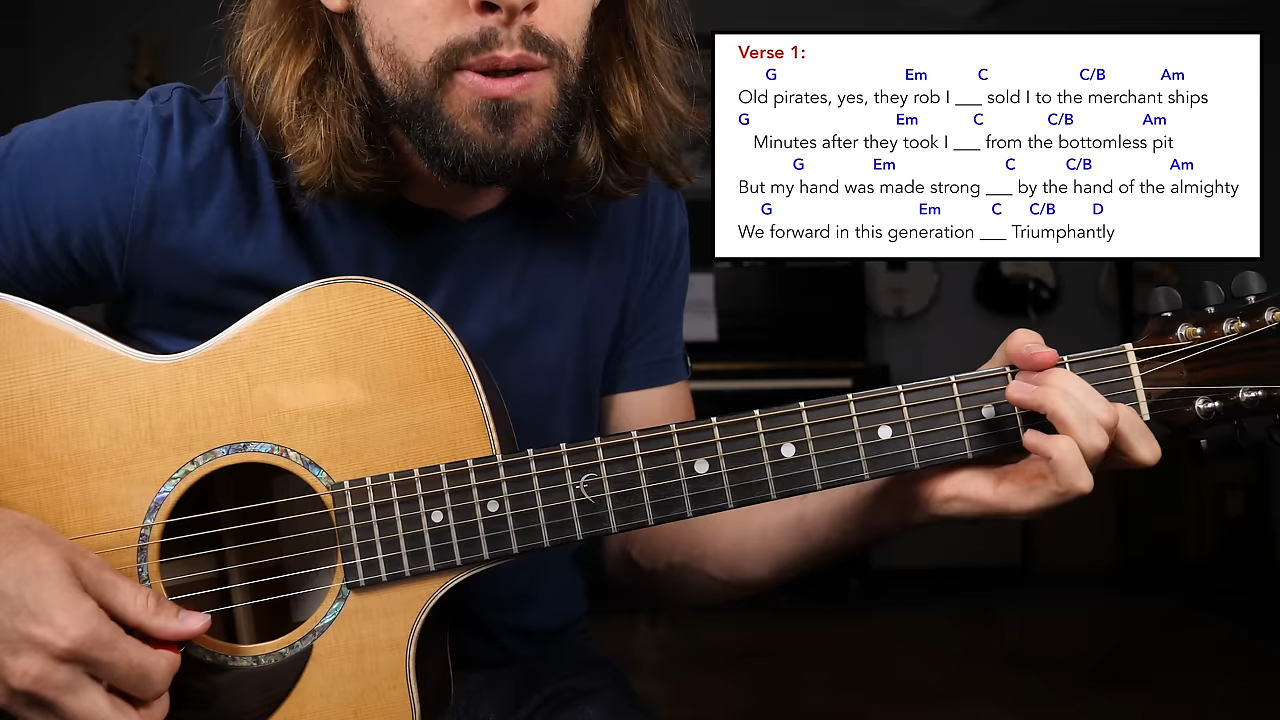 Verse 1:
G Em C C/B Am
Old pirates, yes, they rob I ___ sold I to the merchant ships
G Em C C/B Am
Minutes after they took I ___ from the bottomless pit
G Em C C/B Am
But my hand was made strong ___ by the hand of the almighty
G Em C C/B D
We forward in this generation ___ Triumphantly